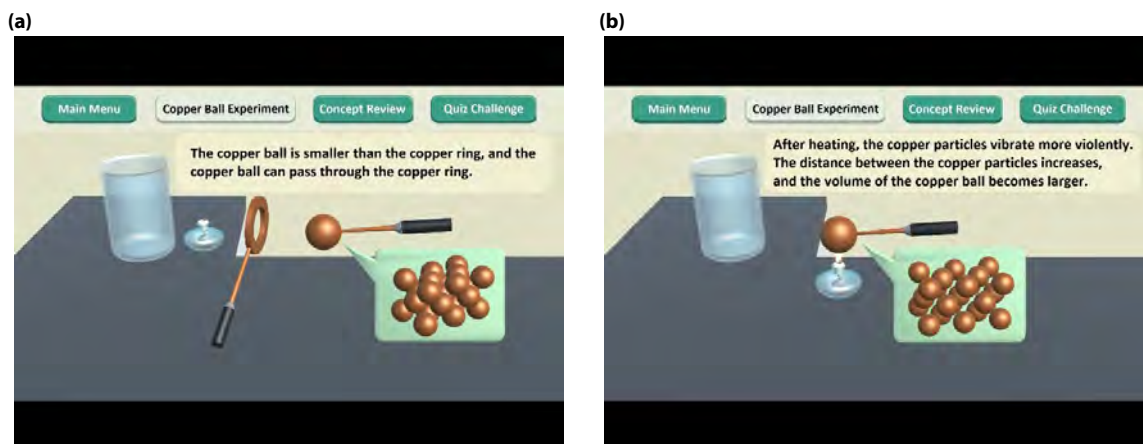 (a)
Main Menu
Copper Ball Experiment
Concept Review
Quiz Challenge
The copper ball is smaller than the copper ring, and the
copper ball can pass through the copper ring.
(b)
Main Menu
Copper Ball Experiment
Concept Review
Quiz Challenge
After heating, the copper particles vibrate more violently.
The distance between the copper particles increases,
and the volume of the copper ball becomes larger.